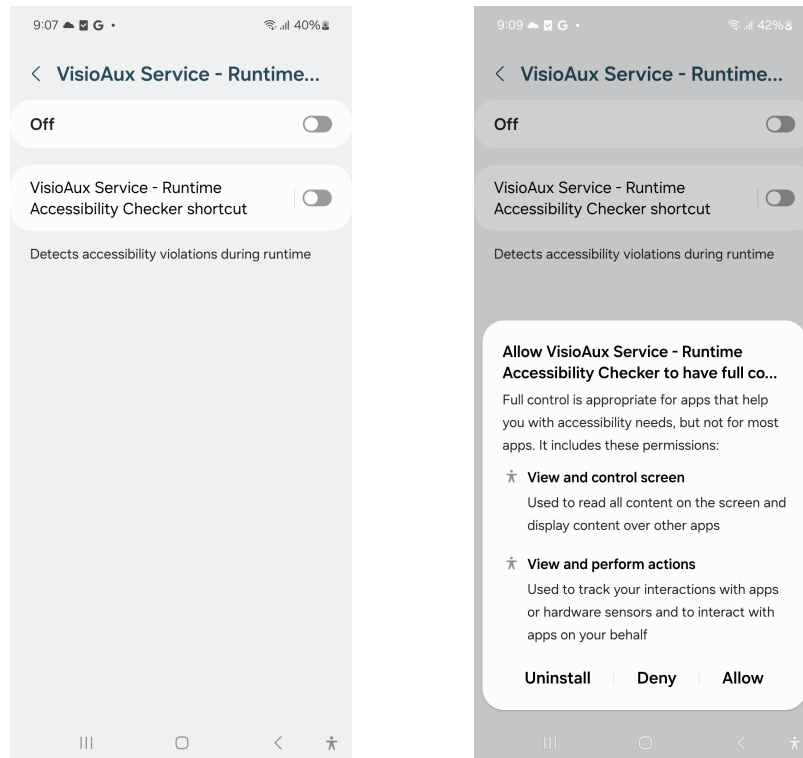 9:07 G • 40%
VisioAux Service - Runtime...
Off
VisioAux Service - Runtime
Accessibility Checker shortcut
Detects accessibility violations during runtime
9:09 G • 42%
VisioAux Service - Runtime...
Off
VisioAux Service - Runtime
Accessibility Checker shortcut
Detects accessibility violations during runtime
Allow VisioAux Service - Runtime
Accessibility Checker to have full co...
Full control is appropriate for apps that help
you with accessibility needs, but not for most
apps. It includes these permissions:
View and control screen
Used to read all content on the screen and
display content over other apps
View and perform actions
Used to track your interactions with apps
or hardware sensors and to interact with
apps on your behalf
Uninstall Deny Allow